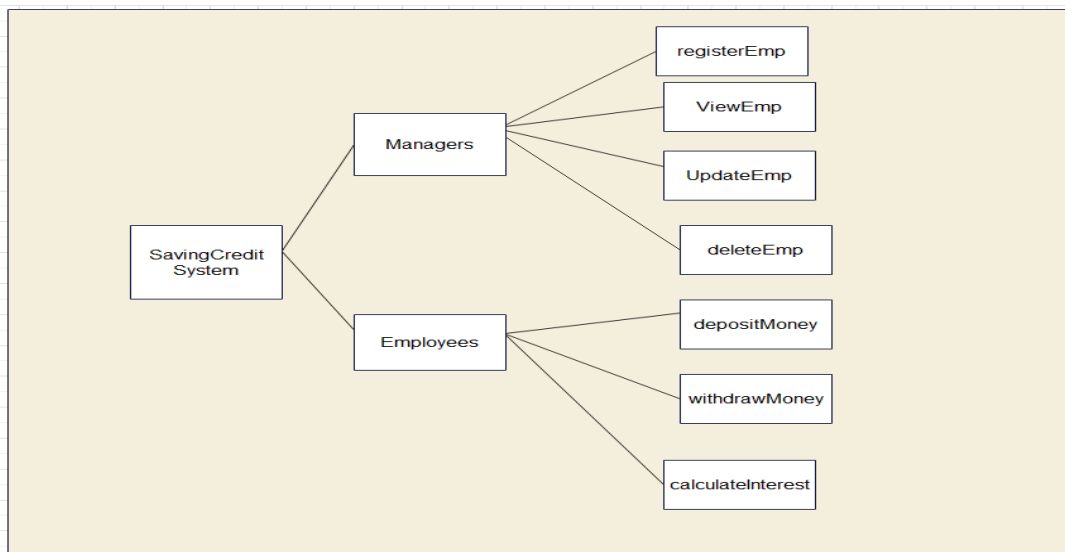 registerEmp
ViewEmp
Managers
UpdateEmp
deleteEmp
SavingCredit
System
depositMoney
Employees
withdrawMoney
calculateInterest